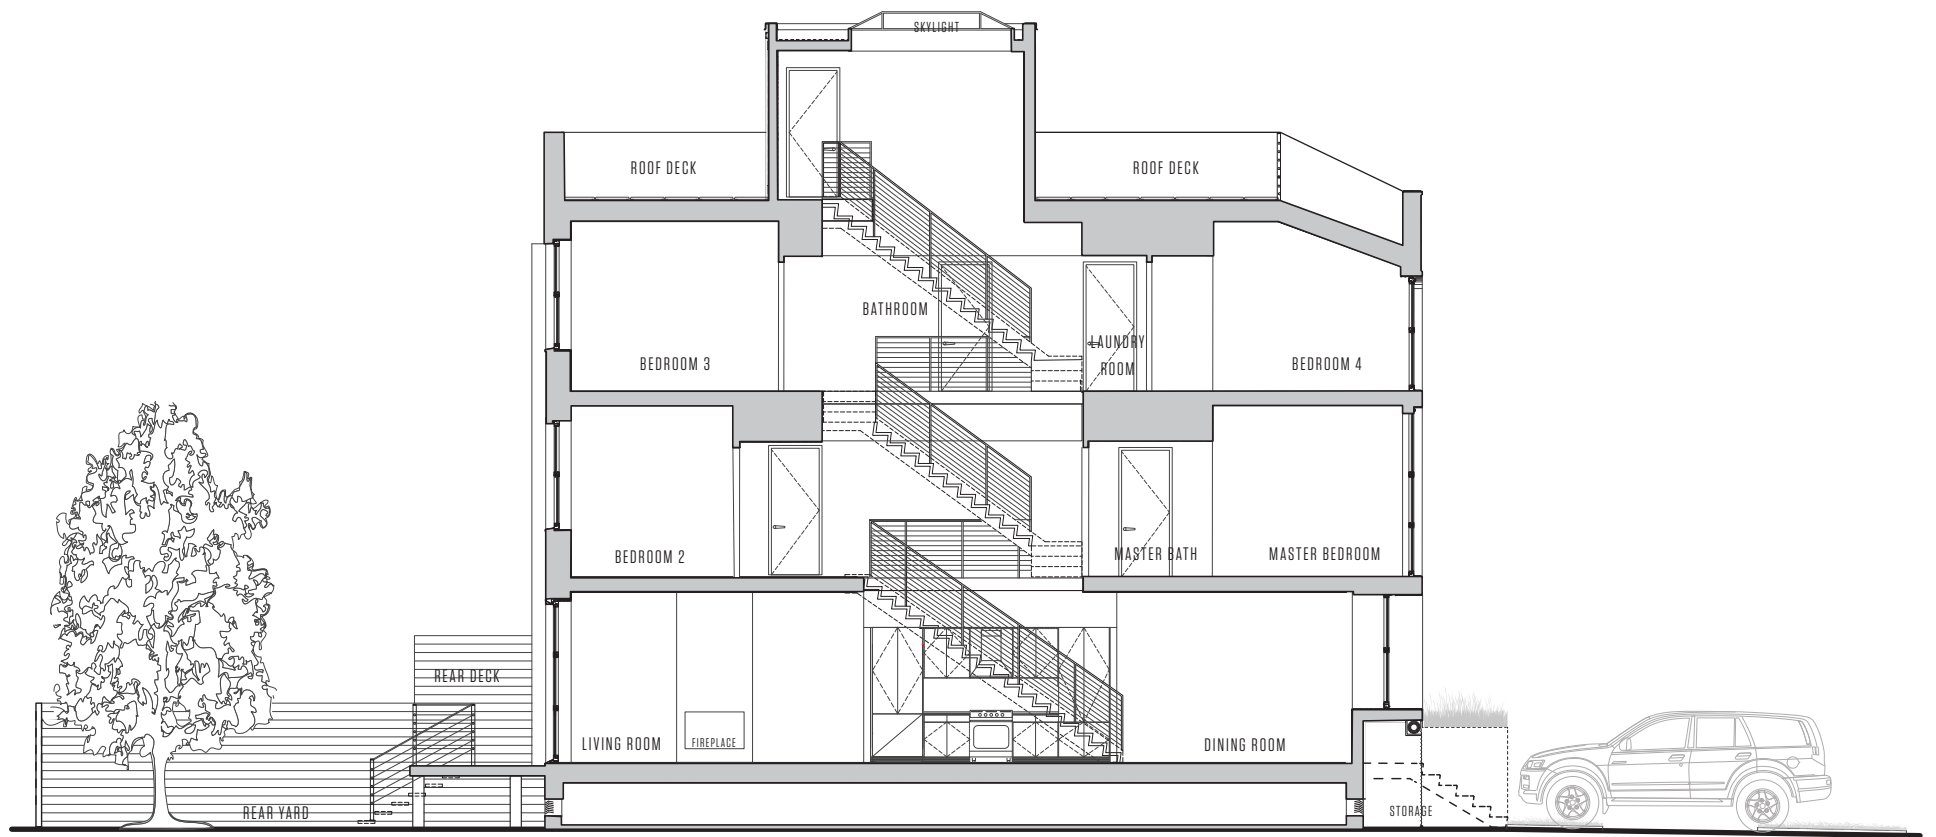 SKYLIGHT
ROOF DECK
ROOF DECK
BATHROOM
LAUNDRY
ROOM
BEDROOM 3
BEDROOM 4
BEDROOM 2
MASTER BATH
MASTER BEDROOM
REAR DECK
LIVING ROOM
FIREPLACE
DINING ROOM
REAR YARD
STORAGE